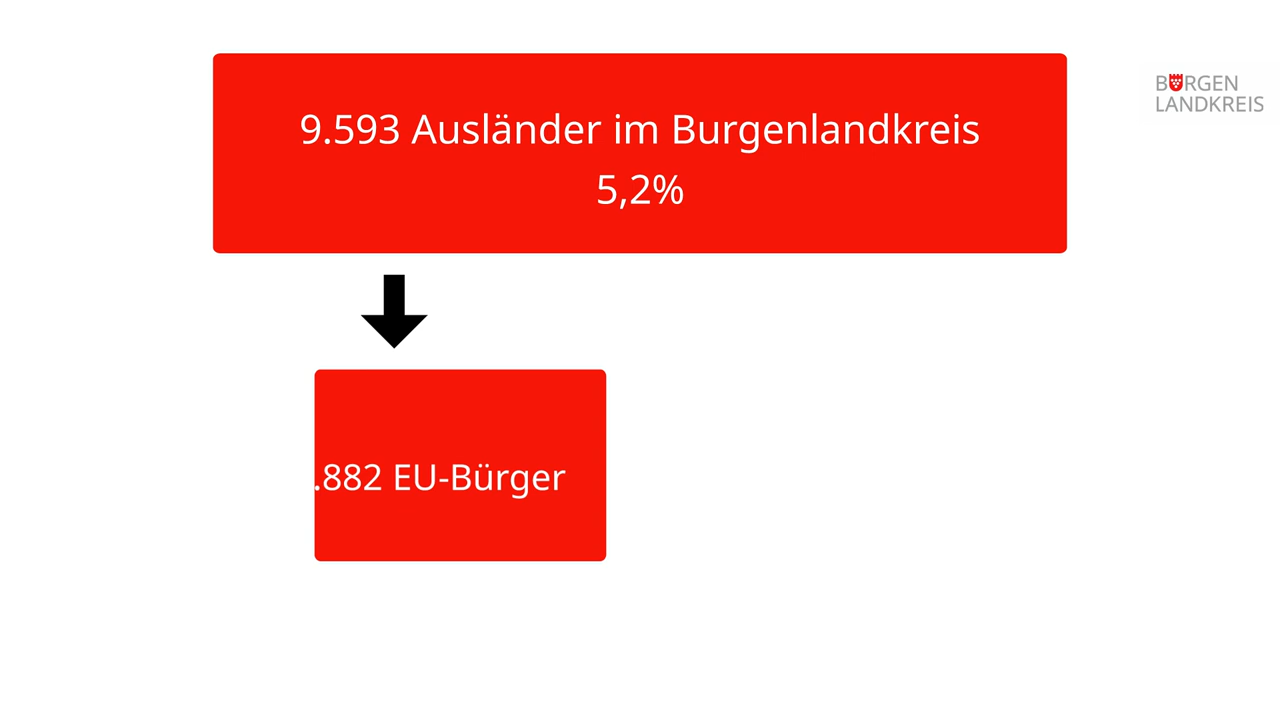 9.593 Ausländer im Burgenlandkreis
5,2%
BURGEN
LANDKREIS
.882 EU-Bürger